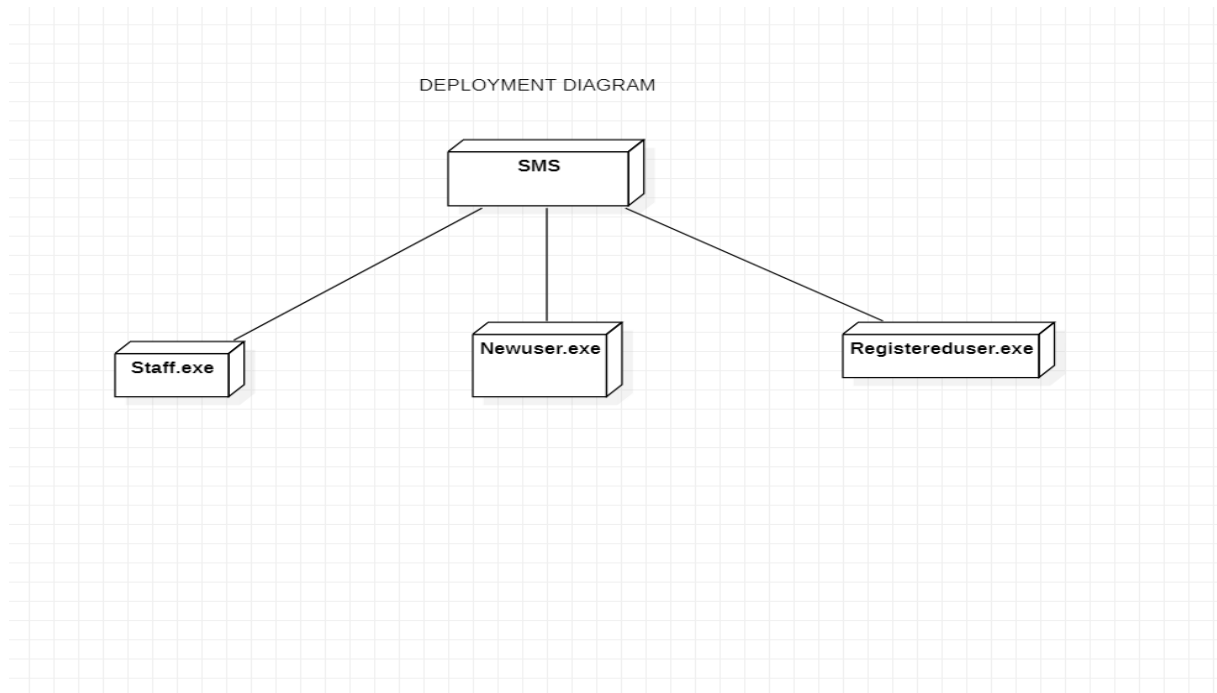 DEPLOYMENT DIAGRAM
SMS
Staff.exe
Newuser.exe
Registereduser.exe